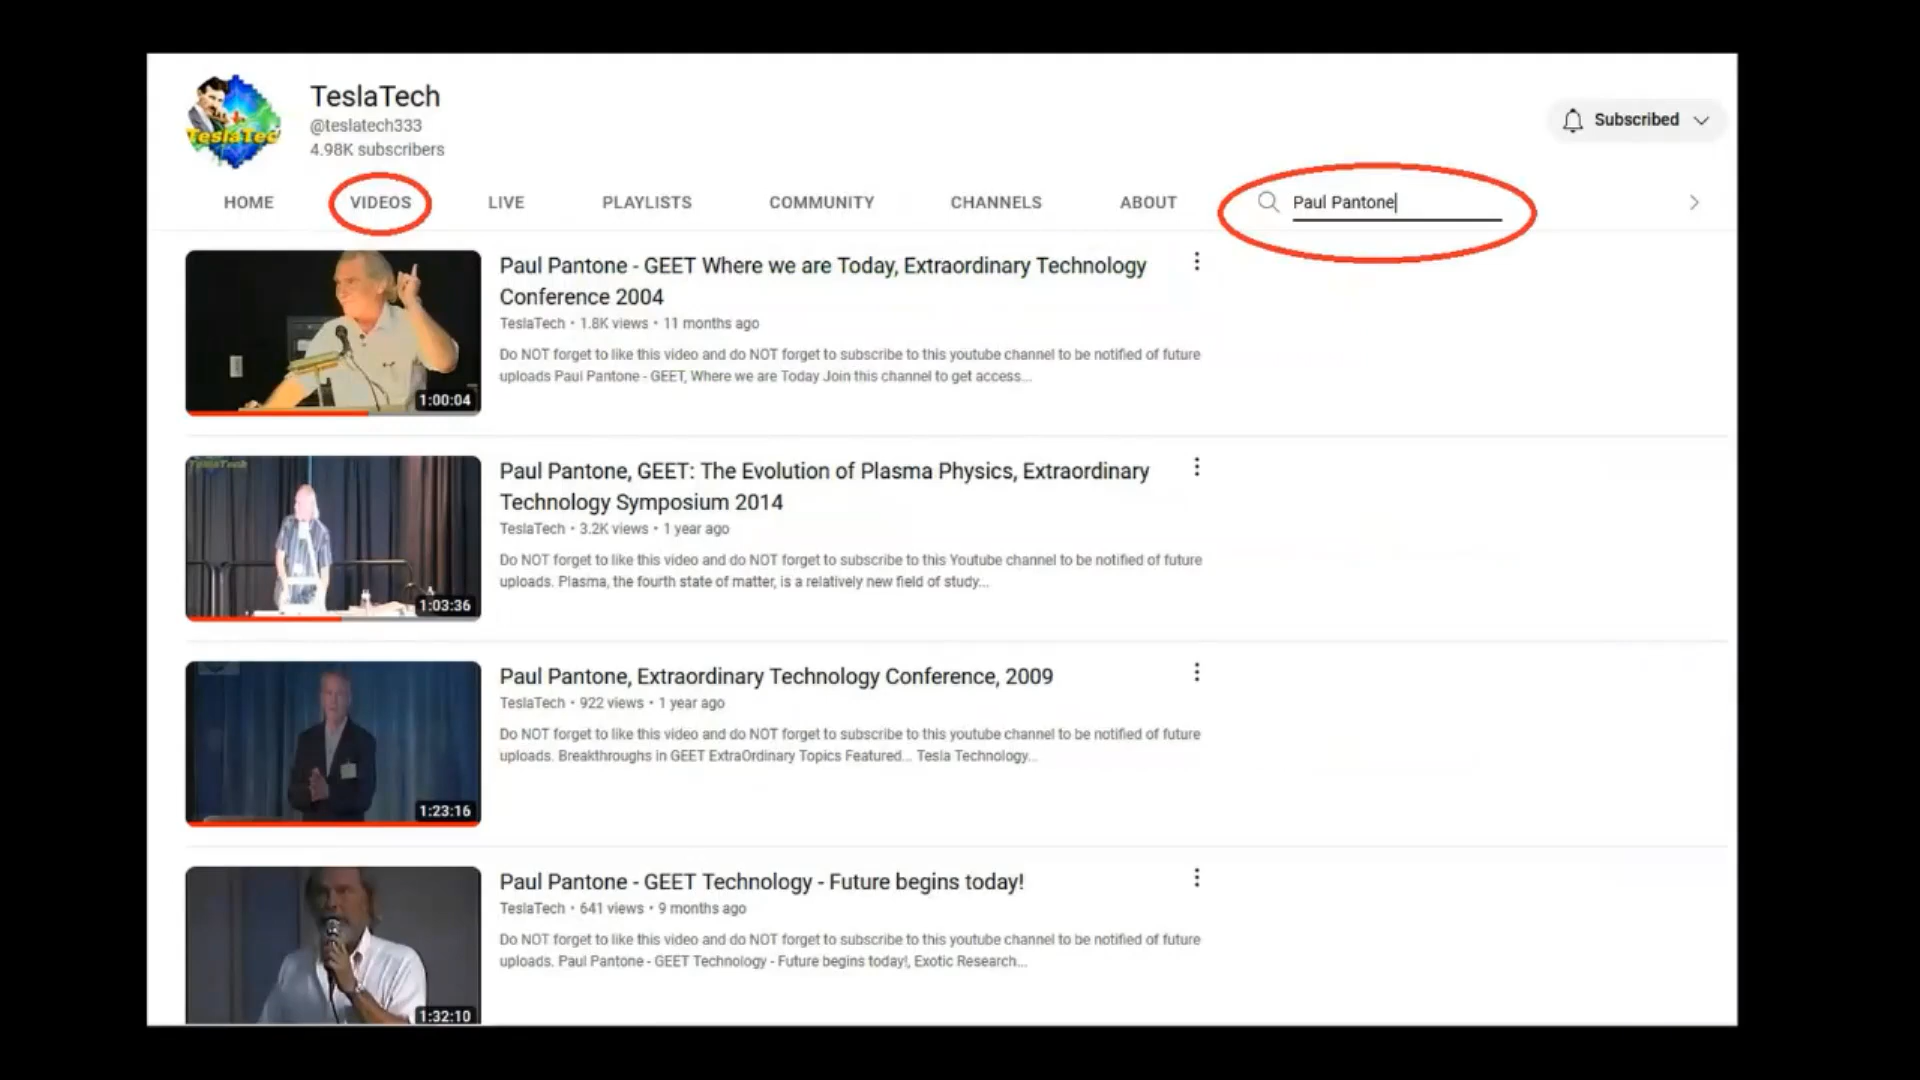 TeslaTech
TeslaTec
@teslatech333
4.98K subscribers
Subscribed
HOME VIDEOS LIVE PLAYLISTS COMMUNITY CHANNELS ABOUT Paul Pantone
Paul Pantone - GEET Where we are Today, Extraordinary Technology
Conference 2004
TeslaTech • 1.8K views • 11 months ago
Do NOT forget to like this video and do NOT forget to subscribe to this youtube channel to be notified of future
uploads Paul Pantone - GEET, Where we are Today Join this channel to get access...
1:00:04
TeslaTech
Paul Pantone, GEET: The Evolution of Plasma Physics, Extraordinary
Technology Symposium 2014
TeslaTech • 3.2K views • 1 year ago
Do NOT forget to like this video and do NOT forget to subscribe to this Youtube channel to be notified of future
uploads. Plasma, the fourth state of matter, is a relatively new field of study...
1:03:36
Paul Pantone, Extraordinary Technology Conference, 2009
TeslaTech • 922 views • 1 year ago
Do NOT forget to like this video and do NOT forget to subscribe to this youtube channel to be notified of future
uploads. Breakthroughs in GEET ExtraOrdinary Topics Featured... Tesla Technology...
1:23:16
Paul Pantone - GEET Technology - Future begins today!
TeslaTech • 641 views • 9 months ago
Do NOT forget to like this video and do NOT forget to subscribe to this youtube channel to be notified of future
uploads. Paul Pantone - GEET Technology - Future begins today!, Exotic Research...
1:32:10